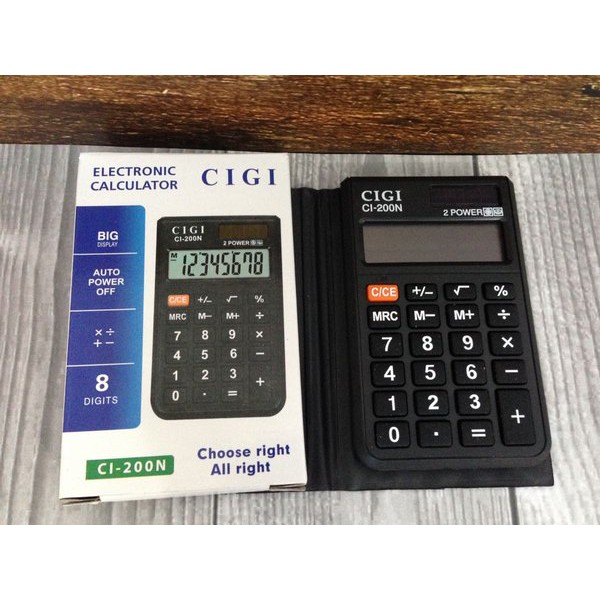 ELECTRONIC
CALCULATOR
CIGI
BIG
DISPLAY
AUTO
POWER
OFF
× ÷
+ −
8
DIGITS
CI-200N
CIGI
CI-200N
2 POWER
M
12345678
C/CE +/− √ %
MRC M− M+ ÷
7 8 9 ×
4 5 6 −
1 2 3 +
0 · =
Choose right
All right
CIGI
CI-200N
2 POWER
C/CE +/− √ %
MRC M− M+ ÷
7 8 9 ×
4 5 6 −
1 2 3 +
0 · =